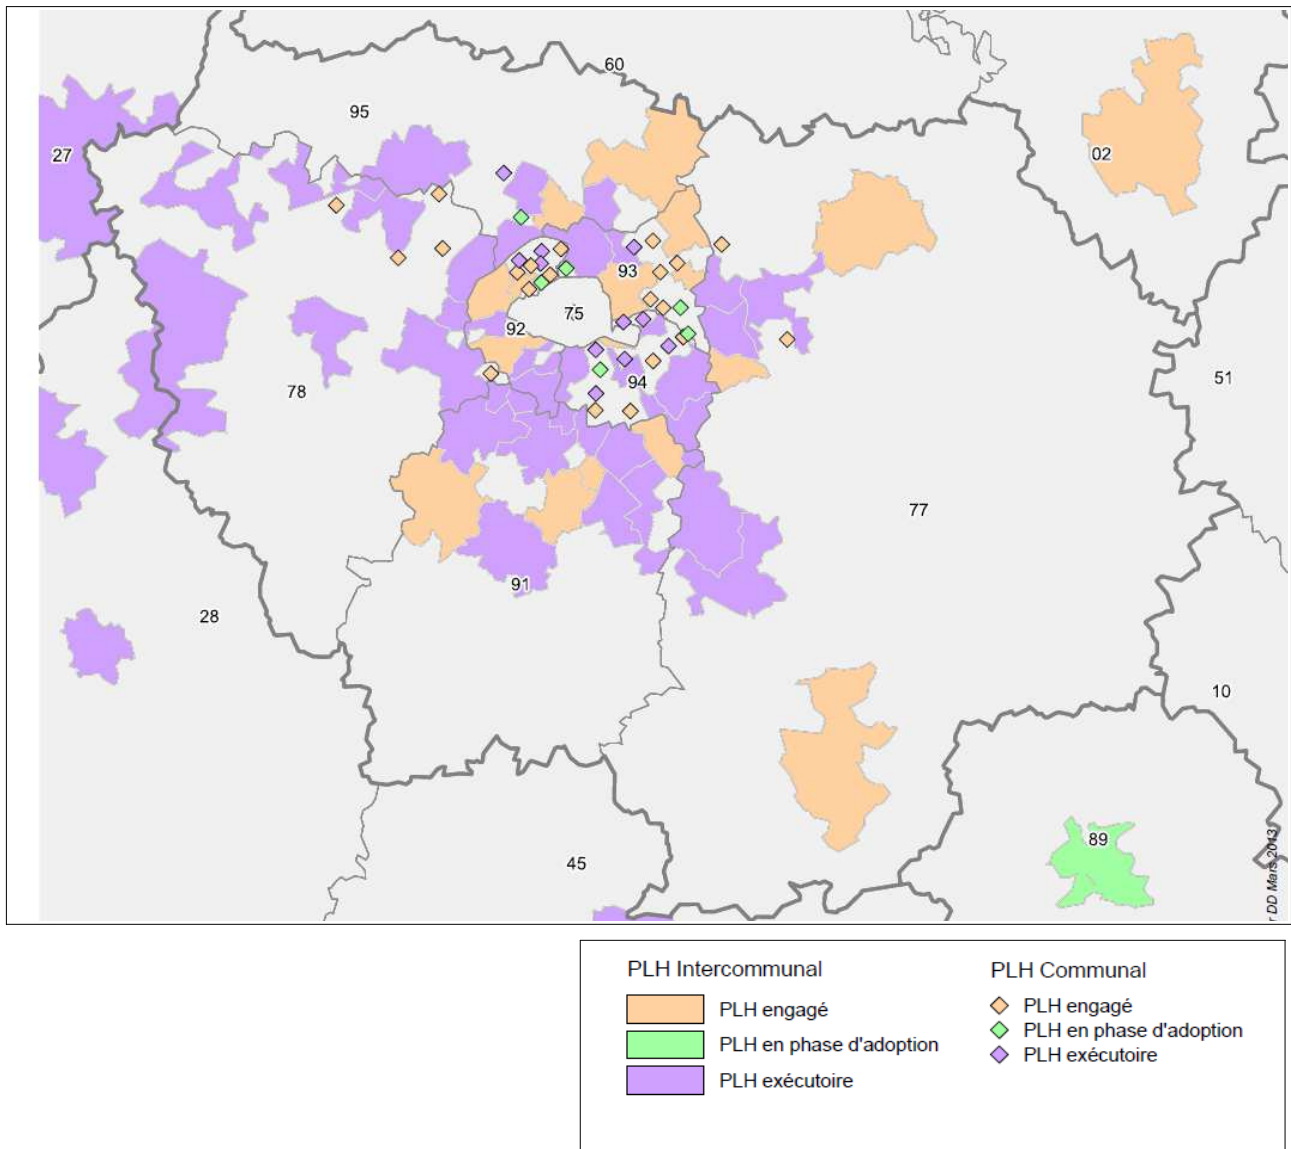 60
95
27
02
93
75
92
94
78
51
77
91
28
10
89
45
r DD Mars 2013
PLH Intercommunal
PLH engagé
PLH en phase d'adoption
PLH exécutoire
PLH Communal
PLH engagé
PLH en phase d'adoption
PLH exécutoire